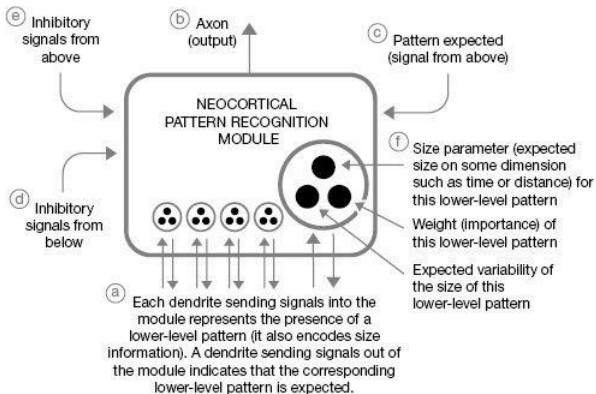 e Inhibitory
signals from
above
b Axon
(output)
c Pattern expected
(signal from above)
NEOCORTICAL
PATTERN RECOGNITION
MODULE
f Size parameter (expected
size on some dimension
such as time or distance) for
this lower-level pattern
d Inhibitory
signals from
below
Weight (importance) of
this lower-level pattern
Expected variability of
the size of this
lower-level pattern
a Each dendrite sending signals into the
module represents the presence of a
lower-level pattern (it also encodes size
information). A dendrite sending signals out of
the module indicates that the corresponding
lower-level pattern is expected.